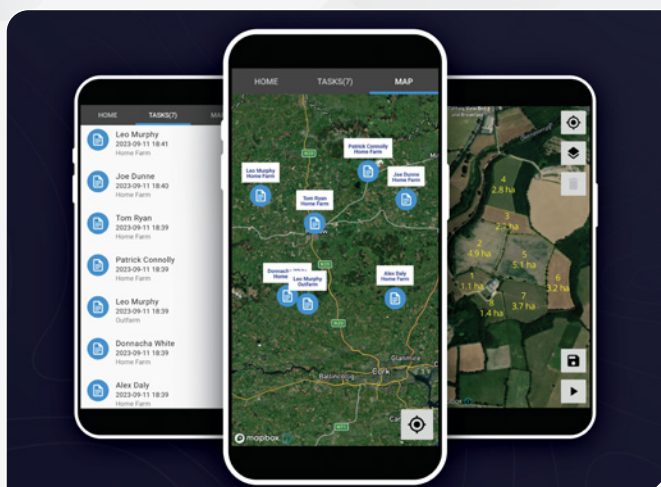 HOME TASKS(7)
Leo Murphy
2023-09-11 18:41
Home Farm
Joe Dunne
2023-09-11 18:40
Home Farm
Tom Ryan
2023-09-11 18:39
Home Farm
Patrick Connolly
2023-09-11 18:39
Home Farm
Leo Murphy
2023-09-11 18:39
Outfarm
Donnacha White
2023-09-11 18:39
Home Farm
Alex Daly
2023-09-11 18:39
Home Farm
HOME TASKS(7) MAP
Patrick Connolly
Home Farm
Leo Murphy
Home Farm
Joe Dunne
Home Farm
Tom Ryan
Home Farm
Leo Murphy
Outfarm
Alex Daly
Home Farm
N20
Glanmire
Ballincollig
Cork
N71
mapbox
4
2.8 ha
3
2
4.9 ha
5
5.1 ha
6
3.2 ha
1
1.1 ha
7
3.7 ha
8
1.4 ha